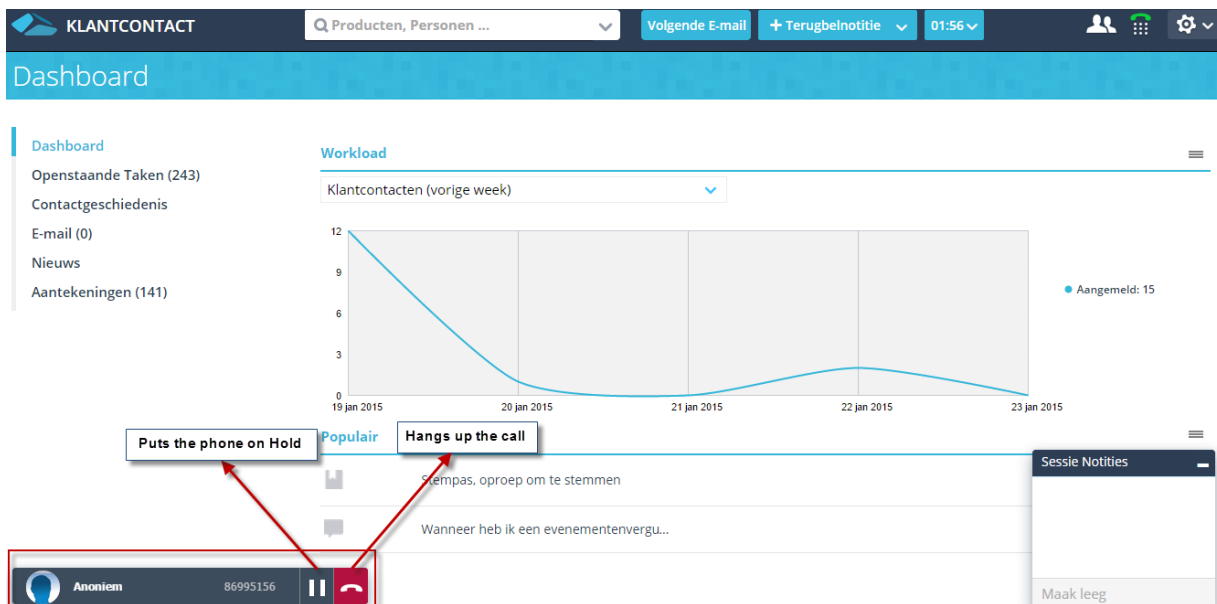 KLANTCONTACT
Producten, Personen ...
Volgende E-mail
+ Terugbelnotitie
01:56
Dashboard
Dashboard
Openstaande Taken (243)
Contactgeschiedenis
E-mail (0)
Nieuws
Aantekeningen (141)
Workload
Klantcontacten (vorige week)
12
9
6
3
0
19 jan 2015
20 jan 2015
21 jan 2015
22 jan 2015
23 jan 2015
Aangemeld: 15
Puts the phone on Hold
Populair
Hangs up the call
Stempas, oproep om te stemmen
Wanneer heb ik een evenementenvergu...
Sessie Notities
Maak leeg
Anoniem
86995156